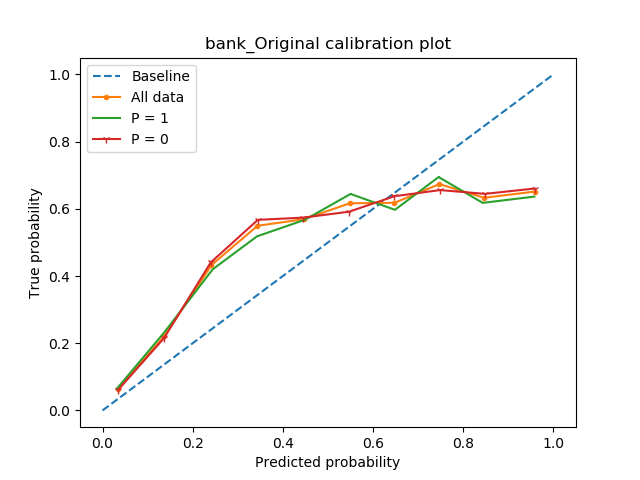 bank_Original calibration plot
Baseline
All data
P = 1
P = 0
True probability
1.0
0.8
0.6
0.4
0.2
0.0
0.0 0.2 0.4 0.6 0.8 1.0
Predicted probability